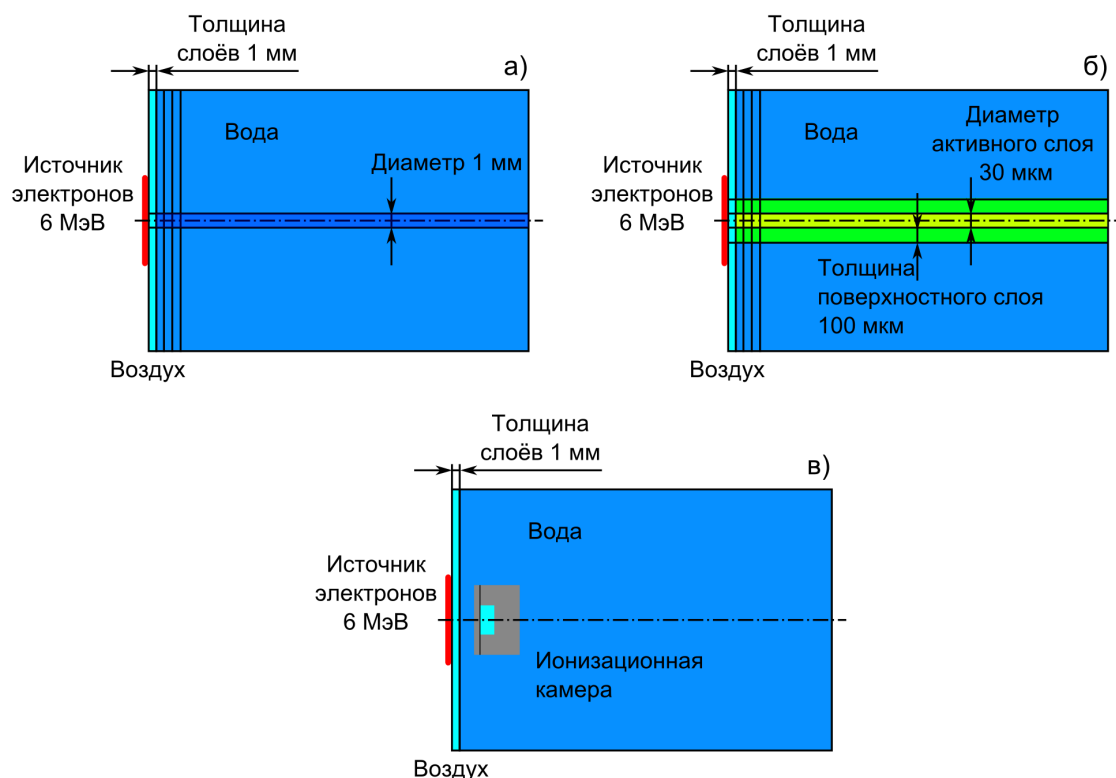 Толщина
слоёв 1 мм
а)
Вода
Диаметр 1 мм
Источник
электронов
6 МэВ
Воздух
Толщина
слоёв 1 мм
б)
Вода
Диаметр
активного слоя
30 мкм
Источник
электронов
6 МэВ
Толщина
поверхностного слоя
100 мкм
Воздух
Толщина
слоёв 1 мм
в)
Вода
Источник
электронов
6 МэВ
Ионизационная
камера
Воздух